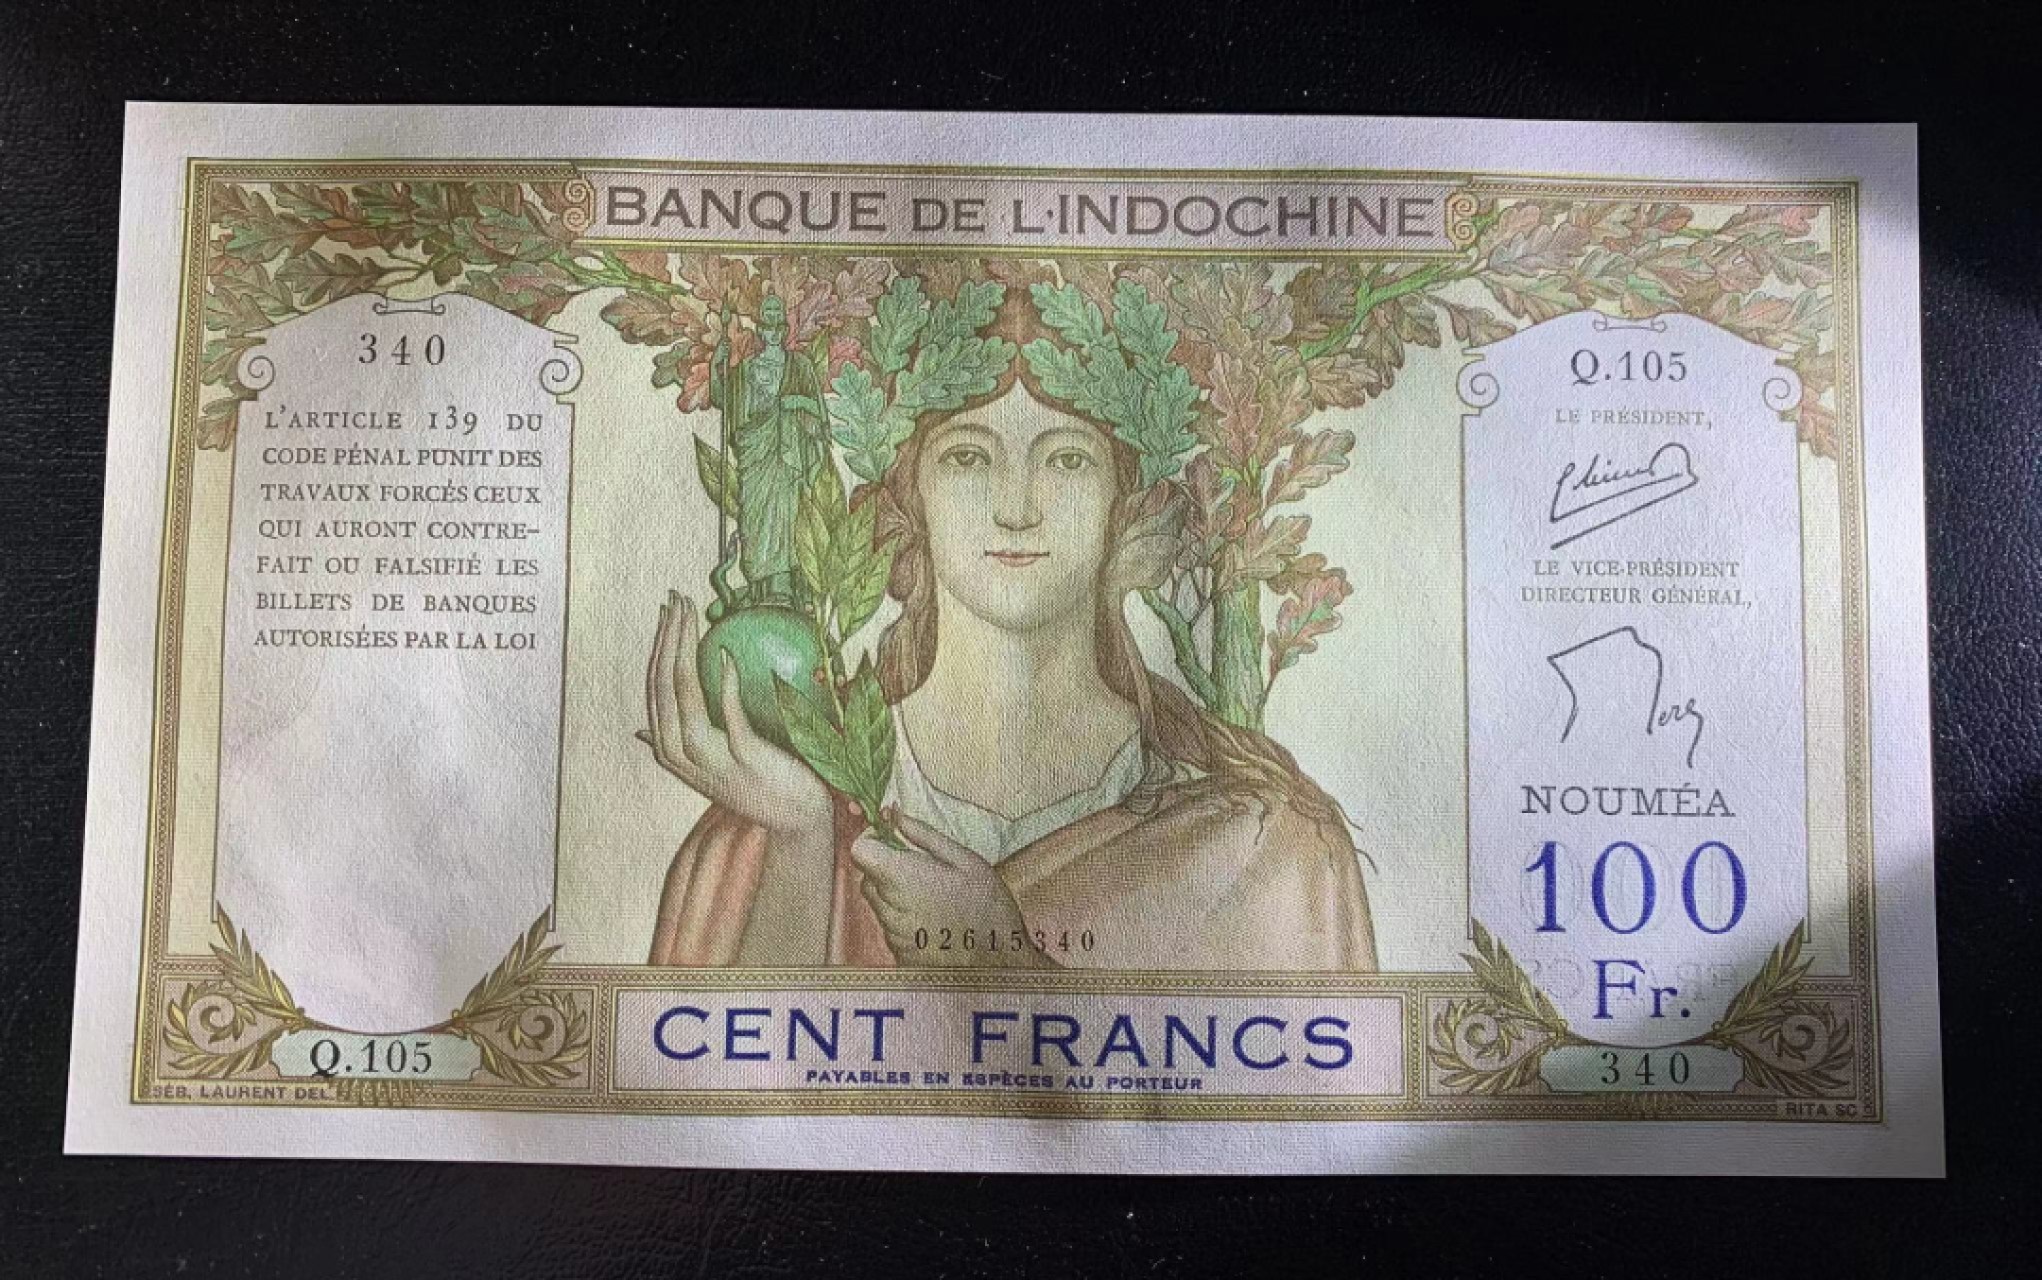 BANQUE DE L'INDOCHINE
340
L'ARTICLE 139 DU
CODE PÉNAL PUNIT DES
TRAVAUX FORCÉS CEUX
QUI AURONT CONTRE-
FAIT OU FALSIFIÉ LES
BILLETS DE BANQUES
AUTORISÉES PAR LA LOI
Q.105
LE PRÉSIDENT,
LE VICE-PRÉSIDENT
DIRECTEUR GÉNÉRAL,
NOUMÉA
100
Fr.
340
02615340
Q.105
CENT FRANCS
PAYABLES EN ESPÈCES AU PORTEUR
SÉB. LAURENT DEL.
RITA SC